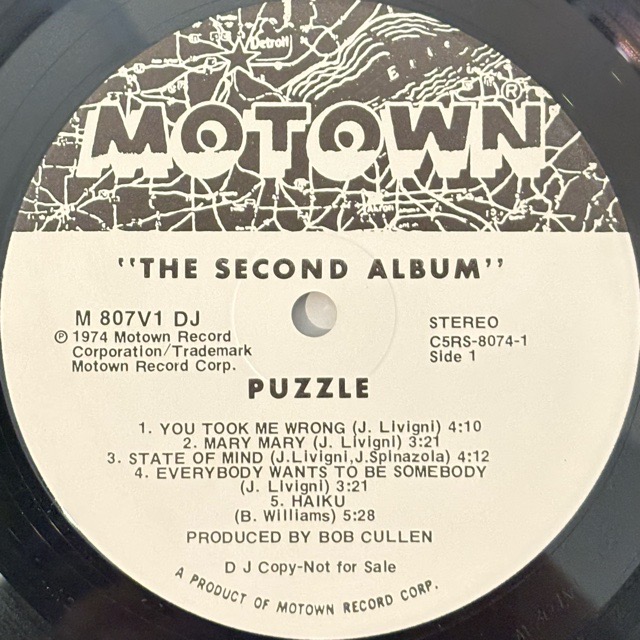 Detroit
Erie
MOTOWN®
"THE SECOND ALBUM"
M 807V1 DJ
℗ 1974 Motown Record
Corporation/Trademark
Motown Record Corp.
STEREO
C5RS-8074-1
Side 1
PUZZLE
1. YOU TOOK ME WRONG (J. Livigni) 4:10
2. MARY MARY (J. Livigni) 3:21
3. STATE OF MIND (J.Livigni,J.Spinazola) 4:12
4. EVERYBODY WANTS TO BE SOMEBODY
(J. Livigni) 3:21
5. HAIKU
(B. Williams) 5:28
PRODUCED BY BOB CULLEN
D J Copy-Not for Sale
A PRODUCT OF MOTOWN RECORD CORP.